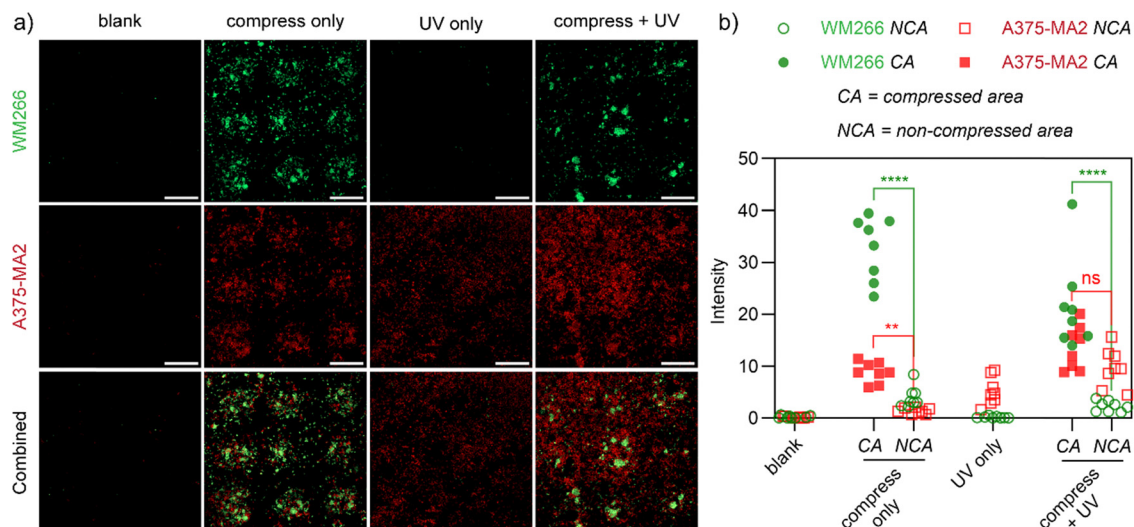 a)
blank
compress only
UV only
compress + UV
WM266
A375-MA2
Combined
b)
WM266 NCA
A375-MA2 NCA
WM266 CA
A375-MA2 CA
CA = compressed area
NCA = non-compressed area
Intensity
50
40
30
20
10
0
****
**
****
ns
blank
CA NCA
compress
only
UV only
CA NCA
compress
+ UV